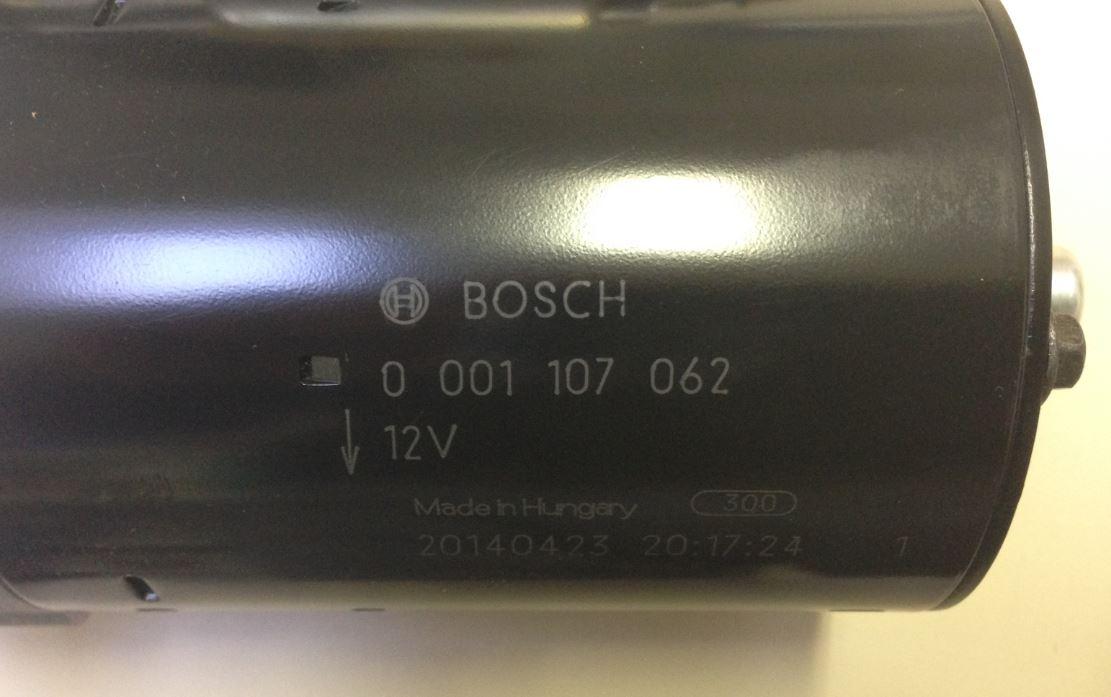 BOSCH
0 001 107 062
12V
Made in Hungary 300
20140423 20:17:24 1